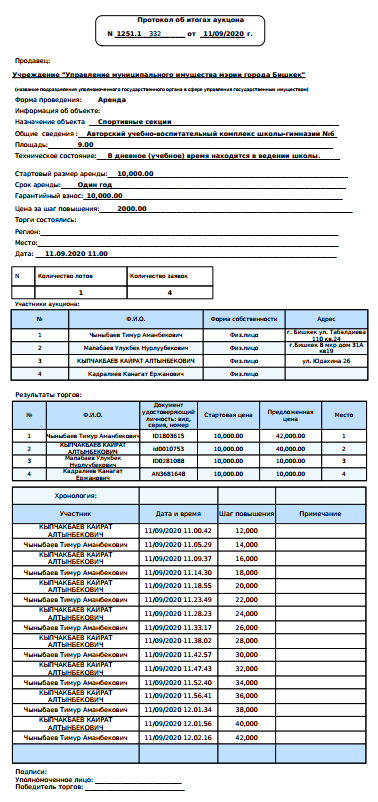 Протокол об итогах аукциона
N 1251.1 332 от 11/09/2020 г.
Продавец:
Учреждение "Управление муниципального имущества мэрии города Бишкек"
(название подразделения уполномоченного государственного органа в сфере управления государственным имуществом)
Форма проведения: Аренда
Информация об объекте:
Назначение объекта Спортивные секции
Общие сведения : Авторский учебно-воспитательный комплекс школы-гимназии №6
Площадь: 9.00
Техническое состояние: В дневное (учебное) время находится в ведении школы.
Стартовый размер аренды: 10,000.00
Срок аренды: Один год
Гарантийный взнос: 10,000.00
Цена за шаг повышения: 2000.00
Торги состоялись:
Регион:
Место:
Дата: 11.09.2020 11.00
N Количество лотов Количество заявок
1 4
Участники аукциона:
№ Ф.И.О. Форма собственности Адрес
1 Чыныбаев Тимур Аманбекович Физ.лицо г. Бишкек ул. Табалдиева 110 кв.24
2 Малабаев Улукбек Нурлуубекович Физ.лицо г.Бишкек 8 мкр дом 31А кв19
3 КЫПЧАКБАЕВ КАЙРАТ АЛТЫНБЕКОВИЧ Физ.лицо ул. Юдахина 26
4 Кадралиев Канагат Ержанович Физ.лицо
Результаты торгов:
№ Ф.И.О. Документ удостоверяющий личность: вид, серия, номер Стартовая цена Предложенная цена Место
1 Чыныбаев Тимур Аманбекович ID1803615 10,000.00 42,000.00 1
2 КЫПЧАКБАЕВ КАЙРАТ АЛТЫНБЕКОВИЧ id0010753 10,000.00 40,000.00 2
3 Малабаев Улукбек Нурлуубекович ID0281088 10,000.00 10,000.00 3
4 Кадралиев Канагат Ержанович AN3681648 10,000.00 10,000.00 4
Хронология:
Участник Дата и время Шаг повышения Примечание
КЫПЧАКБАЕВ КАЙРАТ АЛТЫНБЕКОВИЧ 11/09/2020 11.00.42 12,000
Чыныбаев Тимур Аманбекович 11/09/2020 11.05.29 14,000
КЫПЧАКБАЕВ КАЙРАТ АЛТЫНБЕКОВИЧ 11/09/2020 11.09.37 16,000
Чыныбаев Тимур Аманбекович 11/09/2020 11.14.30 18,000
КЫПЧАКБАЕВ КАЙРАТ АЛТЫНБЕКОВИЧ 11/09/2020 11.18.55 20,000
Чыныбаев Тимур Аманбекович 11/09/2020 11.23.49 22,000
КЫПЧАКБАЕВ КАЙРАТ АЛТЫНБЕКОВИЧ 11/09/2020 11.28.23 24,000
Чыныбаев Тимур Аманбекович 11/09/2020 11.33.17 26,000
КЫПЧАКБАЕВ КАЙРАТ АЛТЫНБЕКОВИЧ 11/09/2020 11.38.02 28,000
Чыныбаев Тимур Аманбекович 11/09/2020 11.42.57 30,000
КЫПЧАКБАЕВ КАЙРАТ АЛТЫНБЕКОВИЧ 11/09/2020 11.47.43 32,000
Чыныбаев Тимур Аманбекович 11/09/2020 11.52.40 34,000
КЫПЧАКБАЕВ КАЙРАТ АЛТЫНБЕКОВИЧ 11/09/2020 11.56.41 36,000
Чыныбаев Тимур Аманбекович 11/09/2020 12.01.34 38,000
КЫПЧАКБАЕВ КАЙРАТ АЛТЫНБЕКОВИЧ 11/09/2020 12.01.56 40,000
Чыныбаев Тимур Аманбекович 11/09/2020 12.02.16 42,000
Подписи:
Уполномоченное лицо:
Победитель торгов: